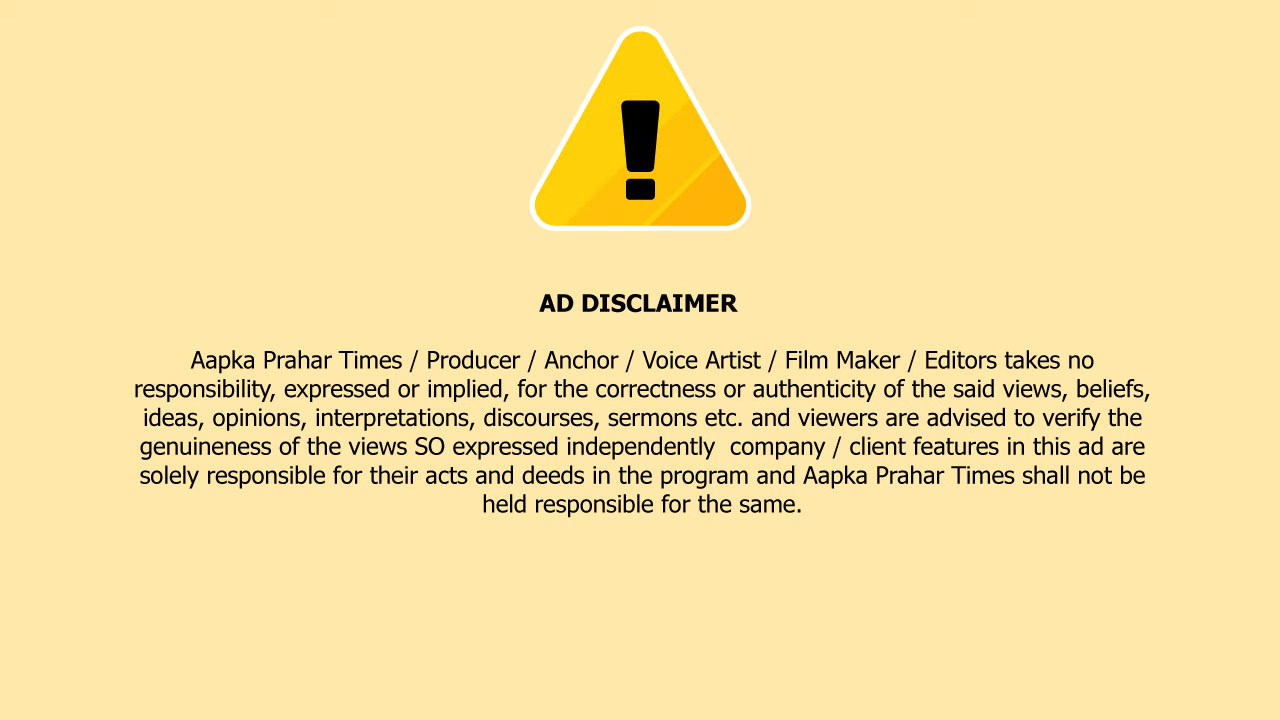 AD DISCLAIMER
Aapka Prahar Times / Producer / Anchor / Voice Artist / Film Maker / Editors takes no
responsibility, expressed or implied, for the correctness or authenticity of the said views, beliefs,
ideas, opinions, interpretations, discourses, sermons etc. and viewers are advised to verify the
genuineness of the views SO expressed independently  company / client features in this ad are
solely responsible for their acts and deeds in the program and Aapka Prahar Times shall not be
held responsible for the same.